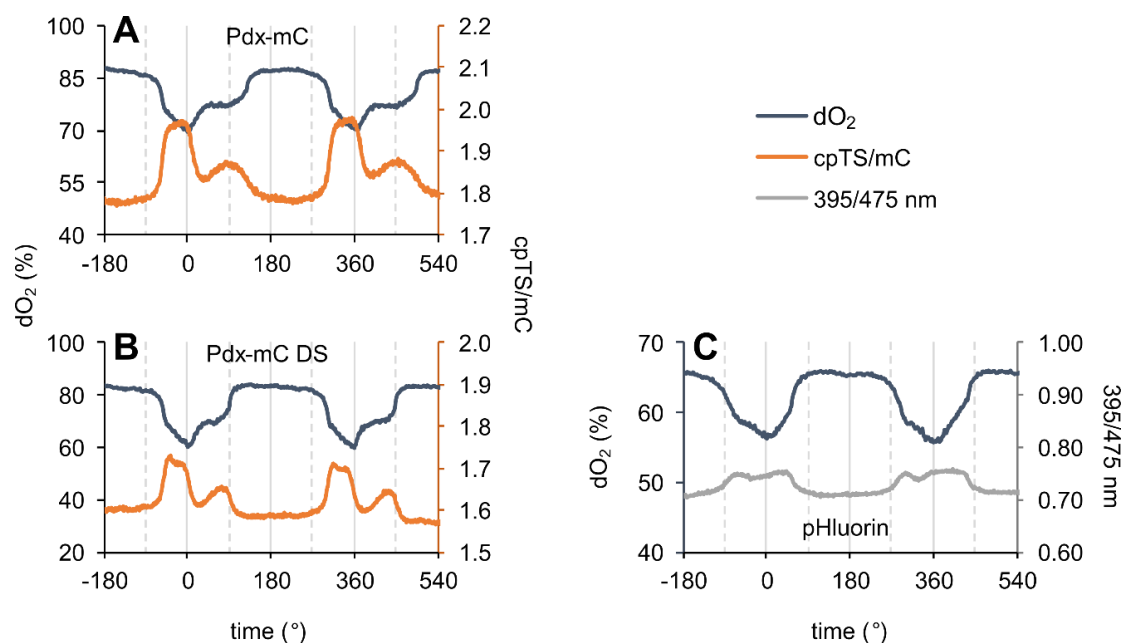 A
Pdx-mC
100
85
70
55
40
2.2
2.1
2.0
1.9
1.8
1.7
-180 0 180 360 540
dO₂ (%)
cpTS/mC
dO₂
cpTS/mC
395/475 nm
B
Pdx-mC DS
100
80
60
40
20
2.0
1.9
1.8
1.7
1.6
1.5
-180 0 180 360 540
time (°)
C
pHluorin
70
60
50
40
dO₂ (%)
1.00
0.90
0.80
0.70
0.60
395/475 nm
-180 0 180 360 540
time (°)